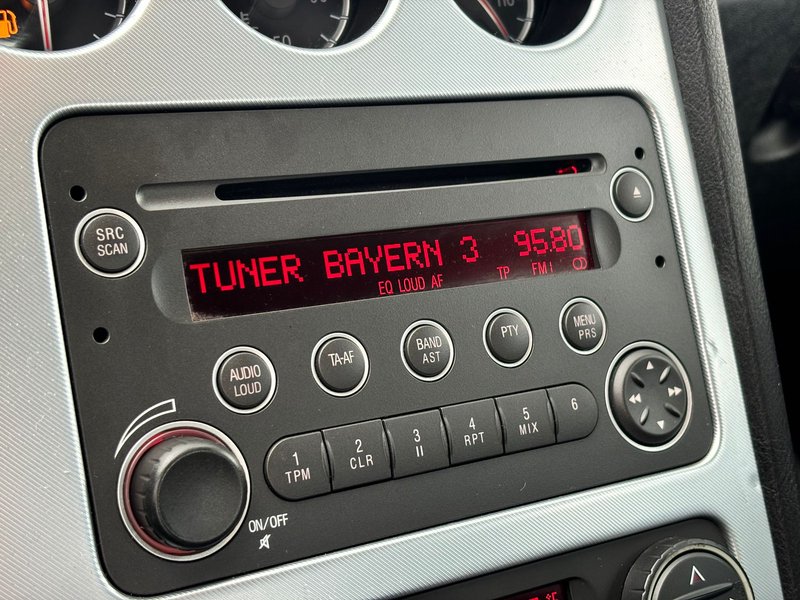 50
SRC
SCAN
TUNER BAYERN 3 95.80
EQ LOUD AF TP FM1
AUDIO
LOUD
TA-AF
BAND
AST
PTY
MENU
PRS
1
TPM
2
CLR
3
4
RPT
5
MIX
6
ON/OFF
°C